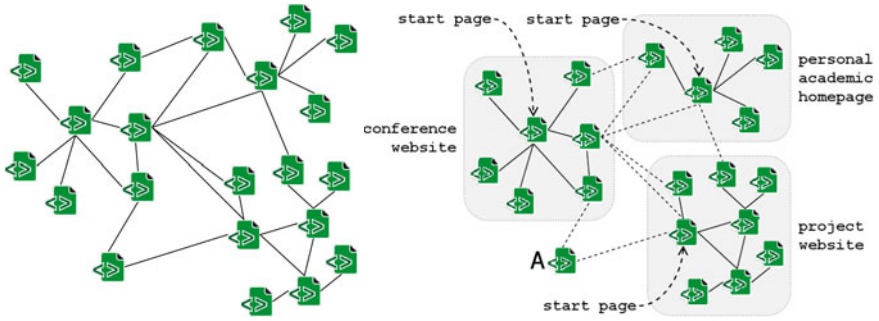 start page
start page
personal
academic
homepage
conference
website
A
project
website
start page